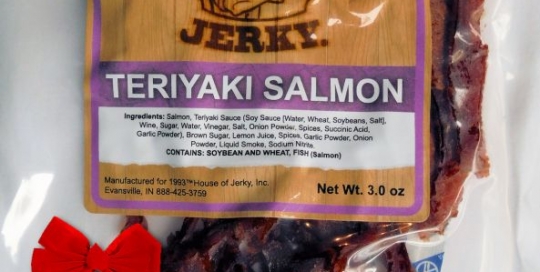 JERKY.
TERIYAKI SALMON
Ingredients: Salmon, Teriyaki Sauce (Soy Sauce [Water, Wheat, Soybeans, Salt],
Wine, Sugar, Water, Vinegar, Salt, Onion Powder, Spices, Succinic Acid,
Garlic Powder), Brown Sugar, Lemon Juice, Spices, Garlic Powder, Onion
Powder, Liquid Smoke, Sodium Nitrite.
CONTAINS: SOYBEAN AND WHEAT, FISH (Salmon)
Manufactured for 1993™House of Jerky, Inc.
Evansville, IN 888-425-3759
Net Wt. 3.0 oz